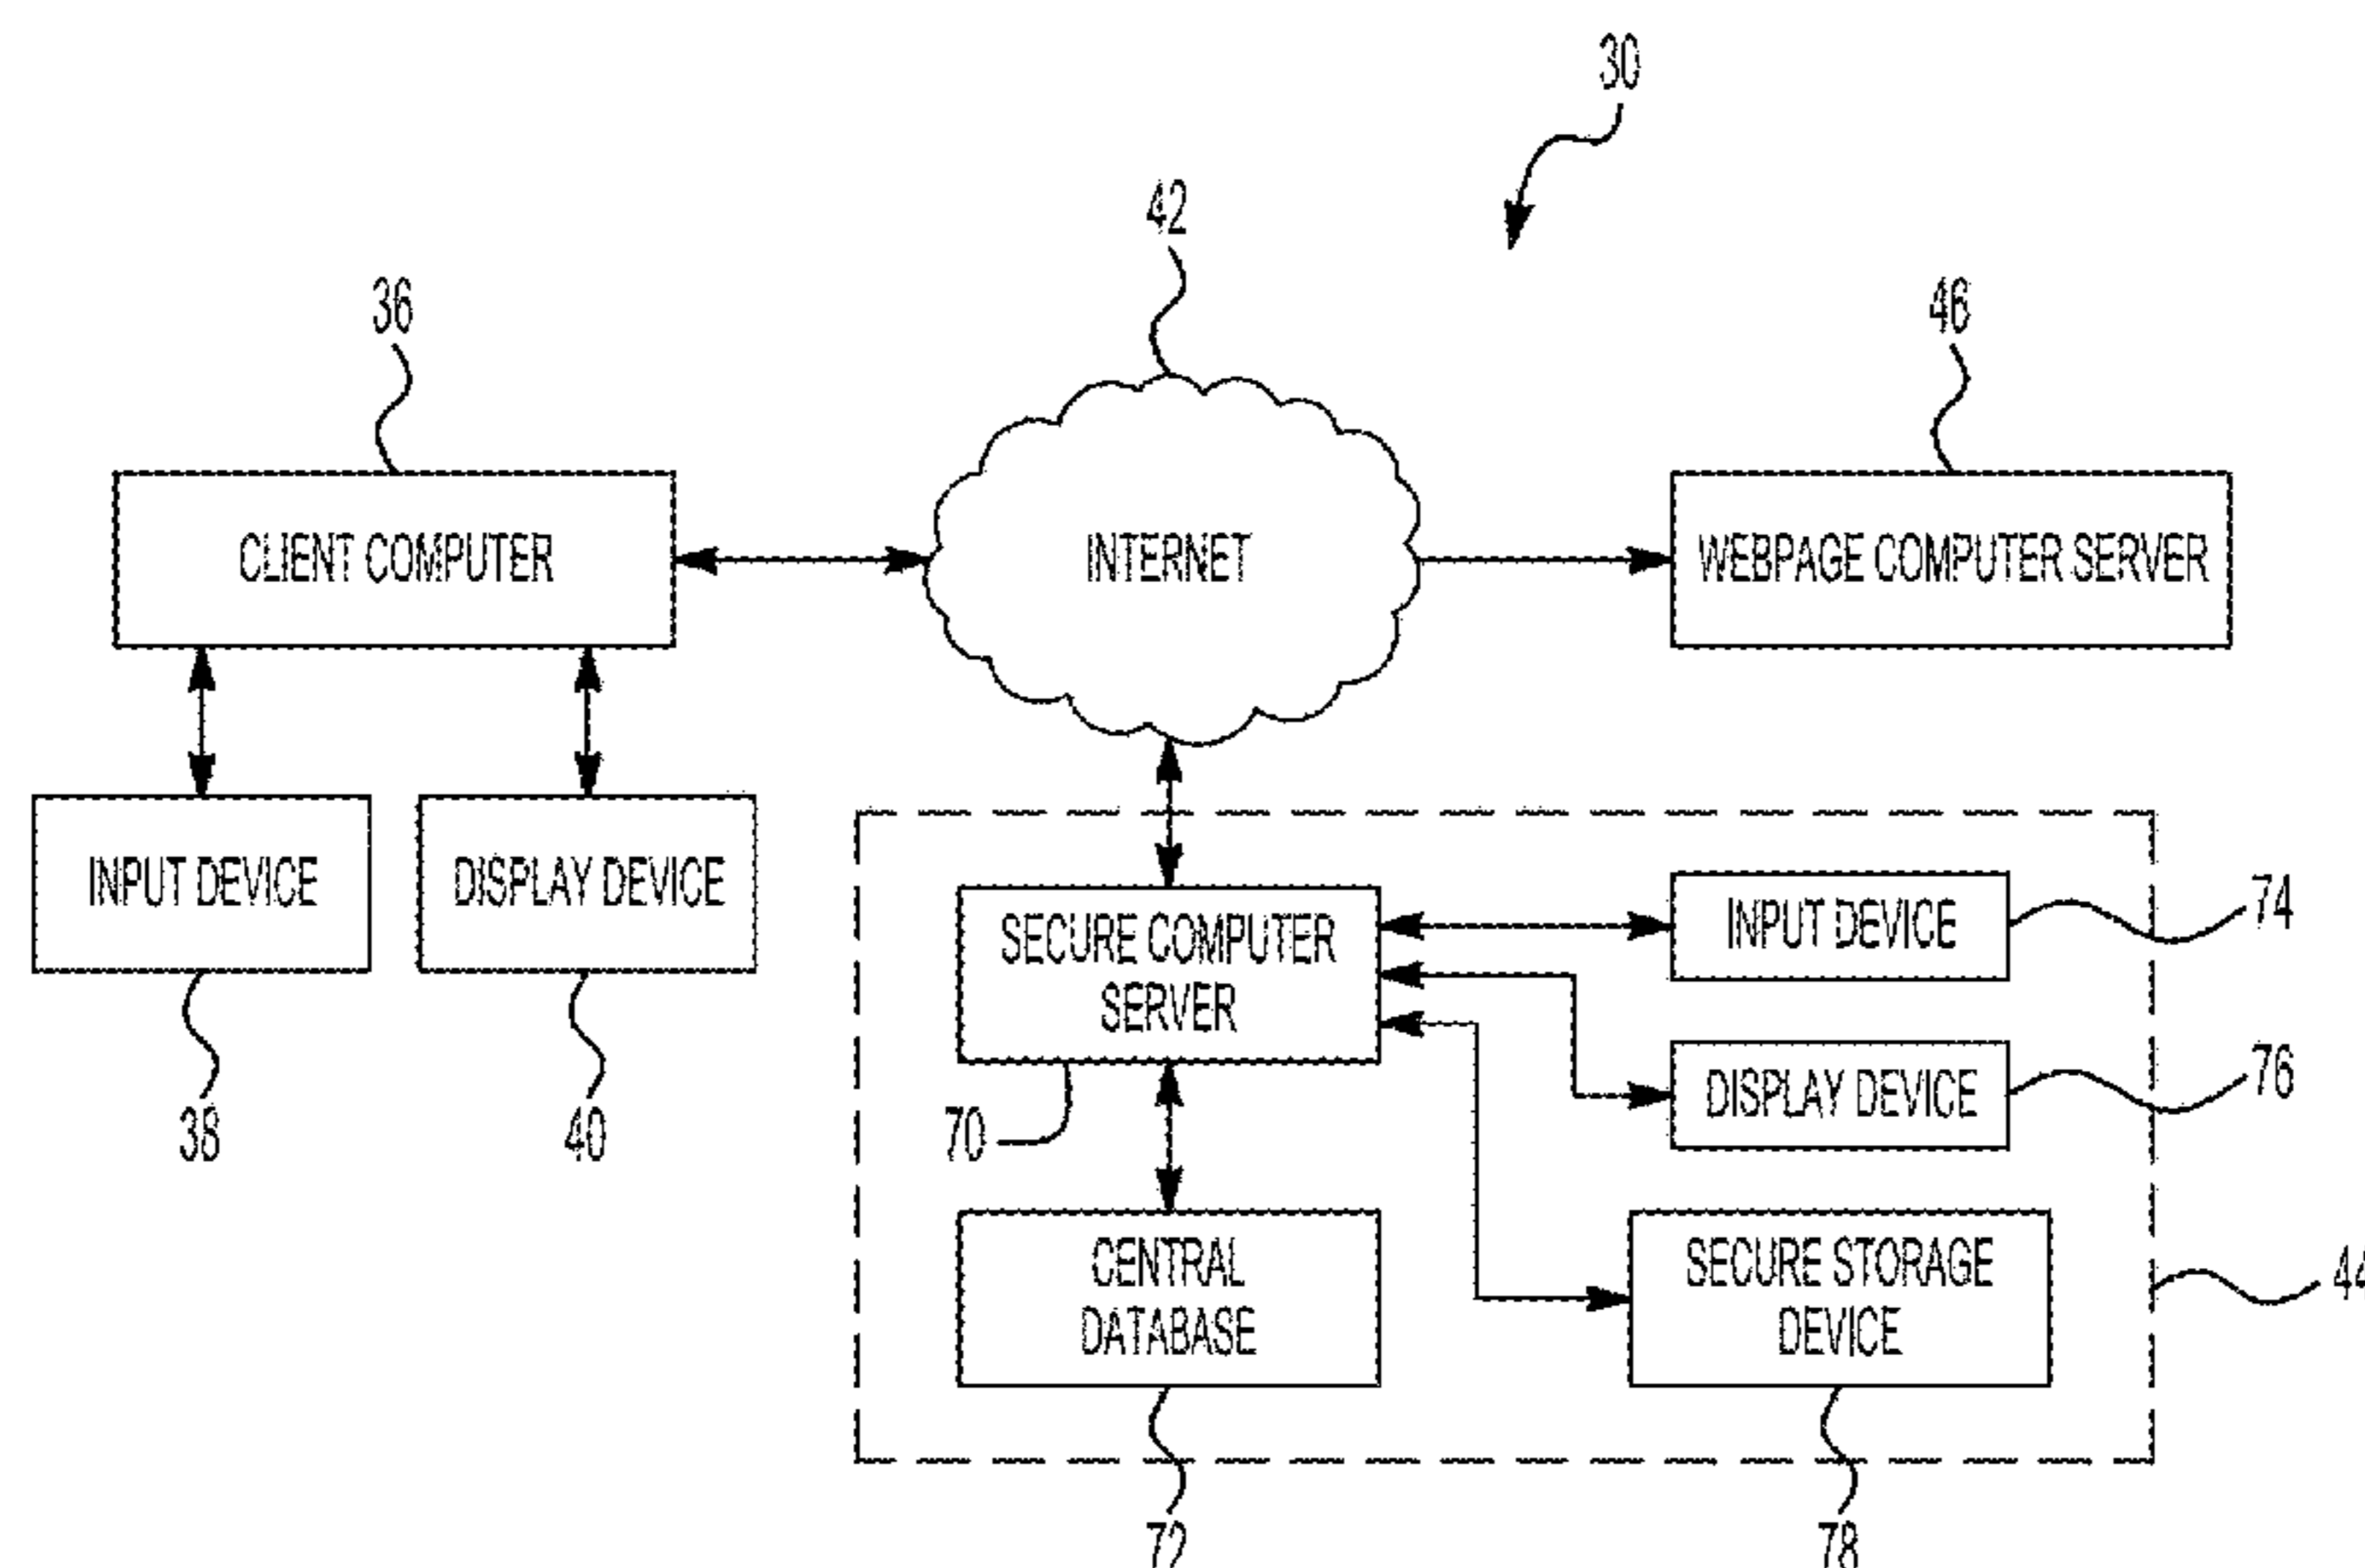 30
42
36
46
CLIENT COMPUTER
INTERNET
WEBPAGE COMPUTER SERVER
INPUT DEVICE
DISPLAY DEVICE
SECURE COMPUTER
SERVER
INPUT DEVICE
74
DISPLAY DEVICE
76
38
40
70
CENTRAL
DATABASE
SECURE STORAGE
DEVICE
44
72
78